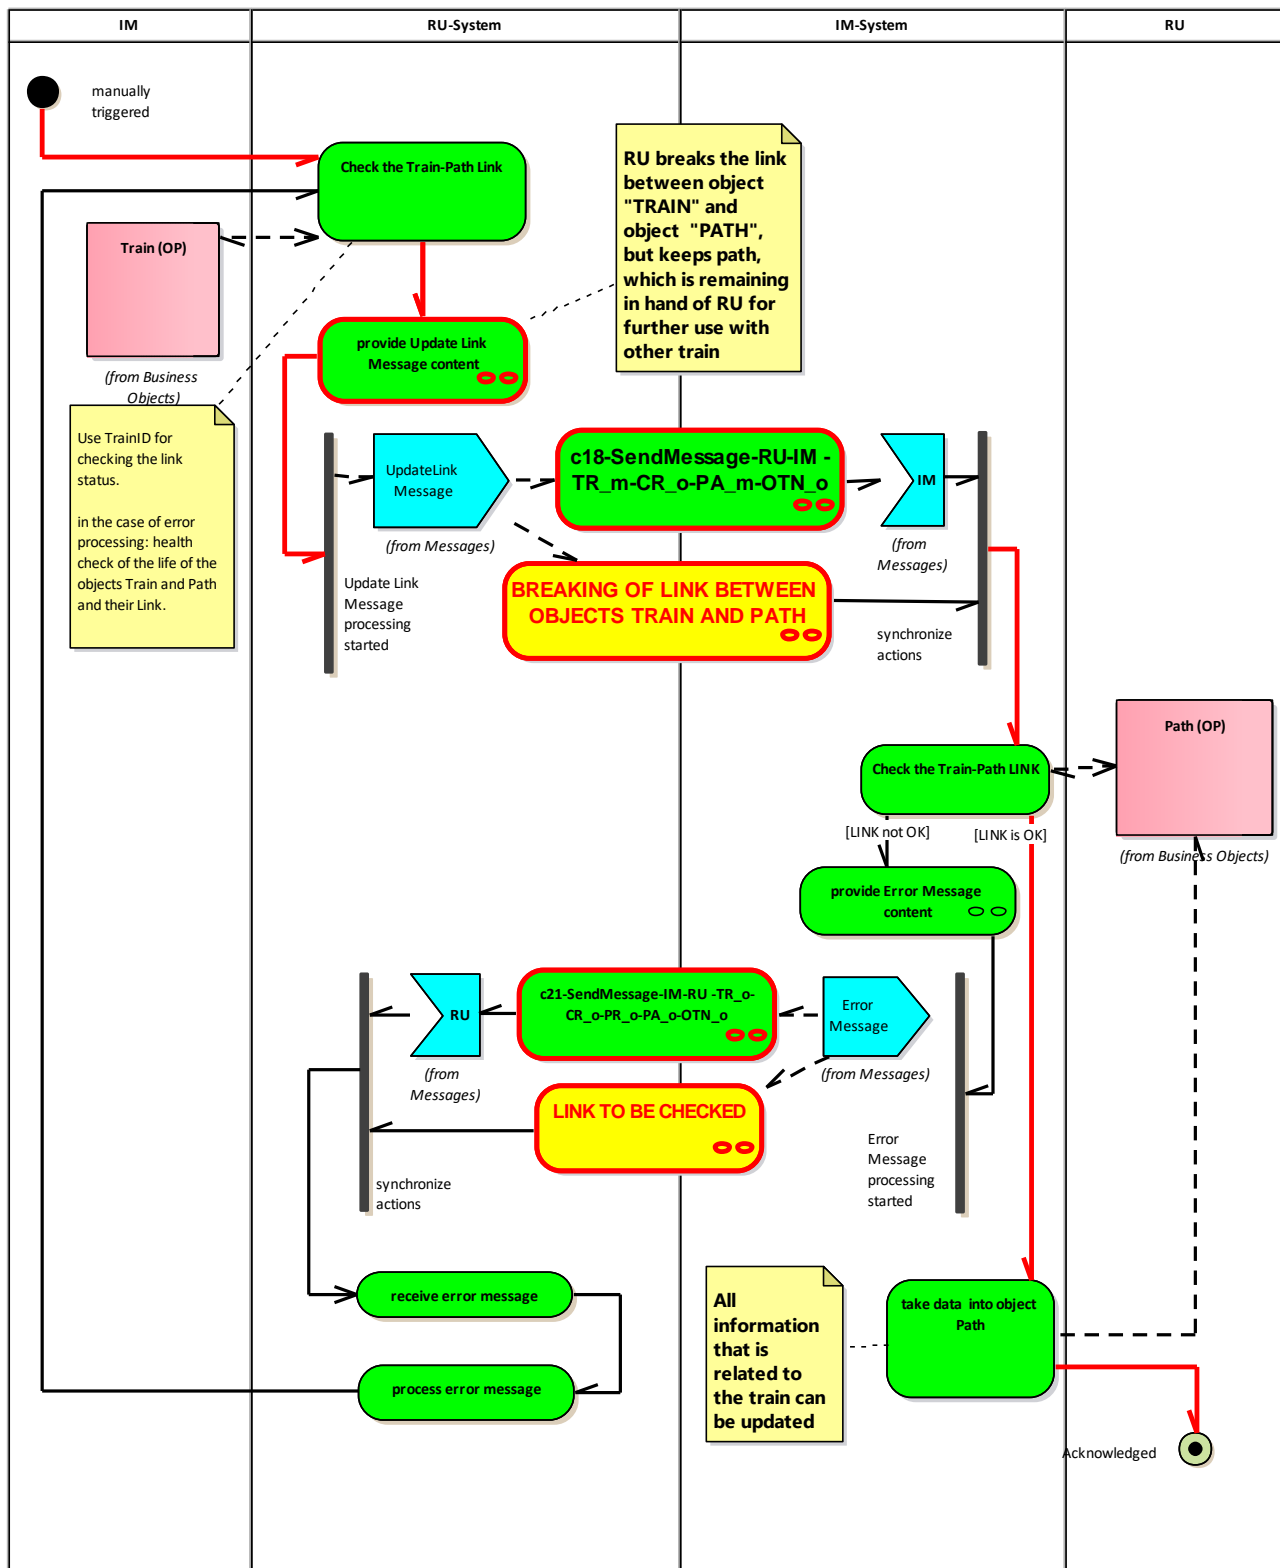 IM
RU-System
IM-System
RU
manually
triggered
Check the Train-Path Link
RU breaks the link
between object
"TRAIN" and
object  "PATH",
but keeps path,
which is remaining
in hand of RU for
further use with
other train
Train (OP)
(from Business
Objects)
provide Update Link
Message content
Use TrainID for
checking the link
status.
in the case of error
processing: health
check of the life of the
objects Train and Path
and their Link.
UpdateLink
Message
(from Messages)
c18-SendMessage-RU-IM -
TR_m-CR_o-PA_m-OTN_o
IM
(from
Messages)
Update Link
Message
processing
started
BREAKING OF LINK BETWEEN
OBJECTS TRAIN AND PATH
synchronize
actions
Path (OP)
(from Business Objects)
Check the Train-Path LINK
[LINK not OK]
[LINK is OK]
provide Error Message
content
RU
(from
Messages)
c21-SendMessage-IM-RU -TR_o-
CR_o-PR_o-PA_o-OTN_o
Error
Message
(from Messages)
LINK TO BE CHECKED
Error
Message
processing
started
synchronize
actions
receive error message
process error message
All
information
that is
related to
the train can
be updated
take data  into object
Path
Acknowledged